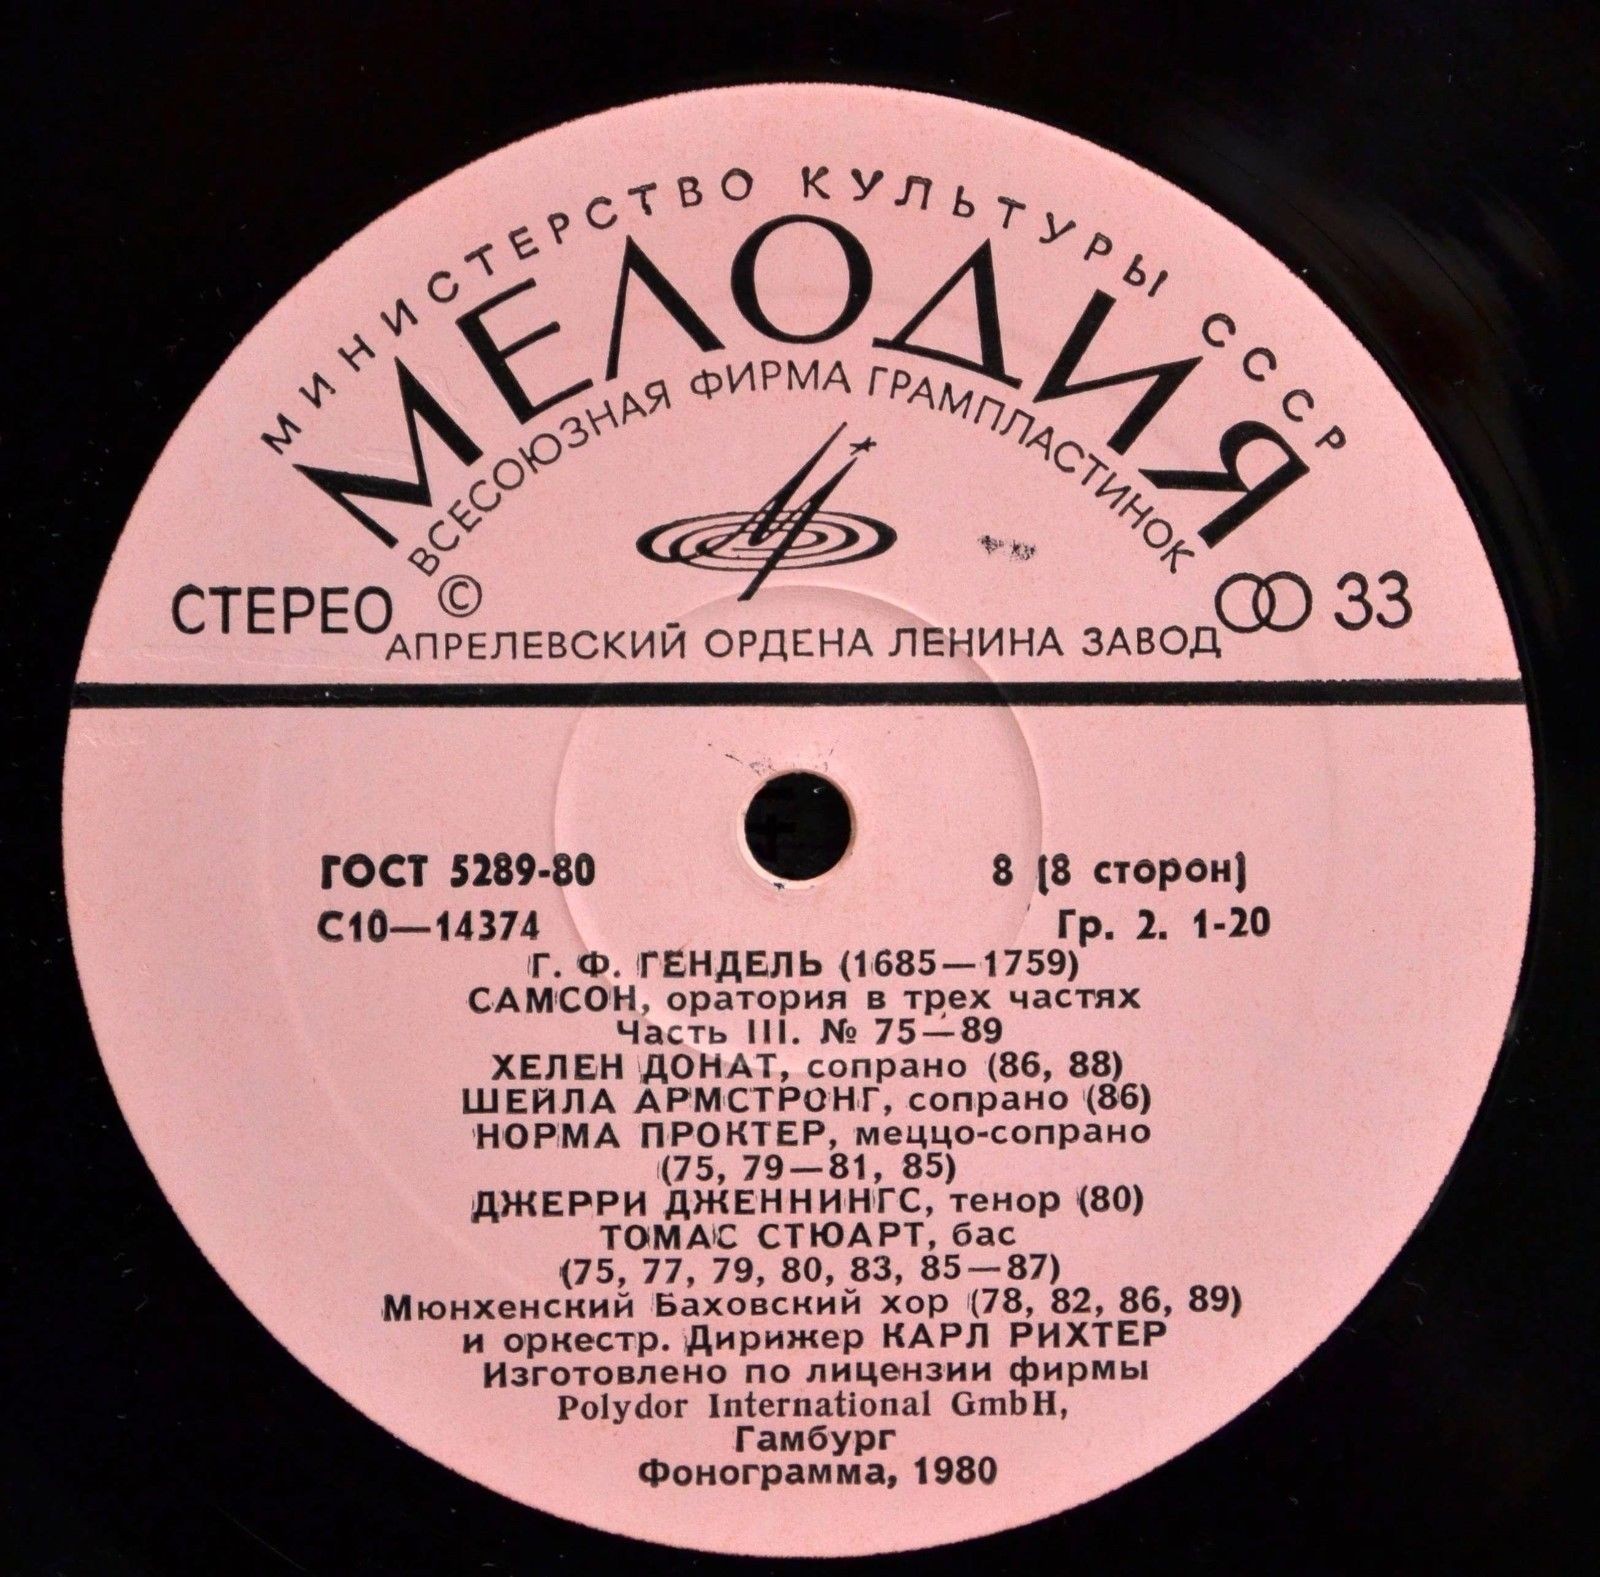 МИНИСТЕРСТВО КУЛЬТУРЫ СССР
МЕЛОДИЯ
ВСЕСОЮЗНАЯ ФИРМА ГРАМПЛАСТИНОК
СТЕРЕО © 33
АПРЕЛЕВСКИЙ ОРДЕНА ЛЕНИНА ЗАВОД
ГОСТ 5289-80 8 (8 сторон)
С10—14374 Гр. 2. 1-20
Г. Ф. ГЕНДЕЛЬ (1685—1759)
САМСОН, оратория в трех частях
Часть III. № 75—89
ХЕЛЕН ДОНАТ, сопрано (86, 88)
ШЕЙЛА АРМСТРОНГ, сопрано (86)
НОРМА ПРОКТЕР, меццо-сопрано
(75, 79—81, 85)
ДЖЕРРИ ДЖЕННИНГС, тенор (80)
ТОМАС СТЮАРТ, бас
(75, 77, 79, 80, 83, 85—87)
Мюнхенский Баховский хор (78, 82, 86, 89)
и оркестр. Дирижер КАРЛ РИХТЕР
Изготовлено по лицензии фирмы
Polydor International GmbH,
Гамбург
Фонограмма, 1980